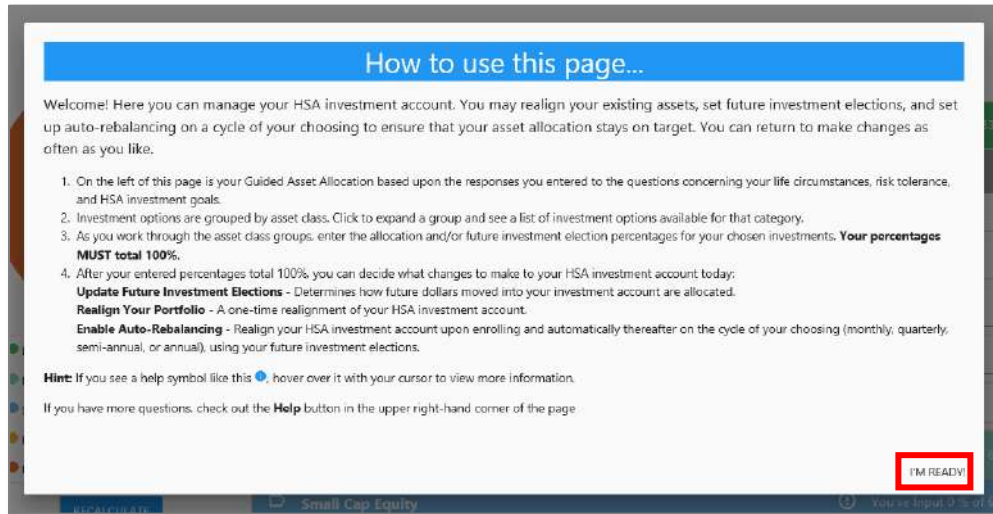 How to use this page...
Welcome! Here you can manage your HSA investment account. You may realign your existing assets, set future investment elections, and set
up auto-rebalancing on a cycle of your choosing to ensure that your asset allocation stays on target. You can return to make changes as
often as you like.
1. On the left of this page is your Guided Asset Allocation based upon the responses you entered to the questions concerning your life circumstances, risk tolerance,
and HSA investment goals.
2. Investment options are grouped by asset class. Click to expand a group and see a list of investment options available for that category.
3. As you work through the asset class groups, enter the allocation and/or future investment election percentages for your chosen investments. Your percentages
MUST total 100%.
4. After your entered percentages total 100%, you can decide what changes to make to your HSA investment account today:
Update Future Investment Elections - Determines how future dollars moved into your investment account are allocated.
Realign Your Portfolio - A one-time realignment of your HSA investment account.
Enable Auto-Rebalancing - Realign your HSA investment account upon enrolling and automatically thereafter on the cycle of your choosing (monthly, quarterly,
semi-annual, or annual), using your future investment elections.
Hint: If you see a help symbol like this , hover over it with your cursor to view more information.
If you have more questions, check out the Help button in the upper right-hand corner of the page
I'M READY!
RECALCULATE Small Cap Equity You've Input 0 % of